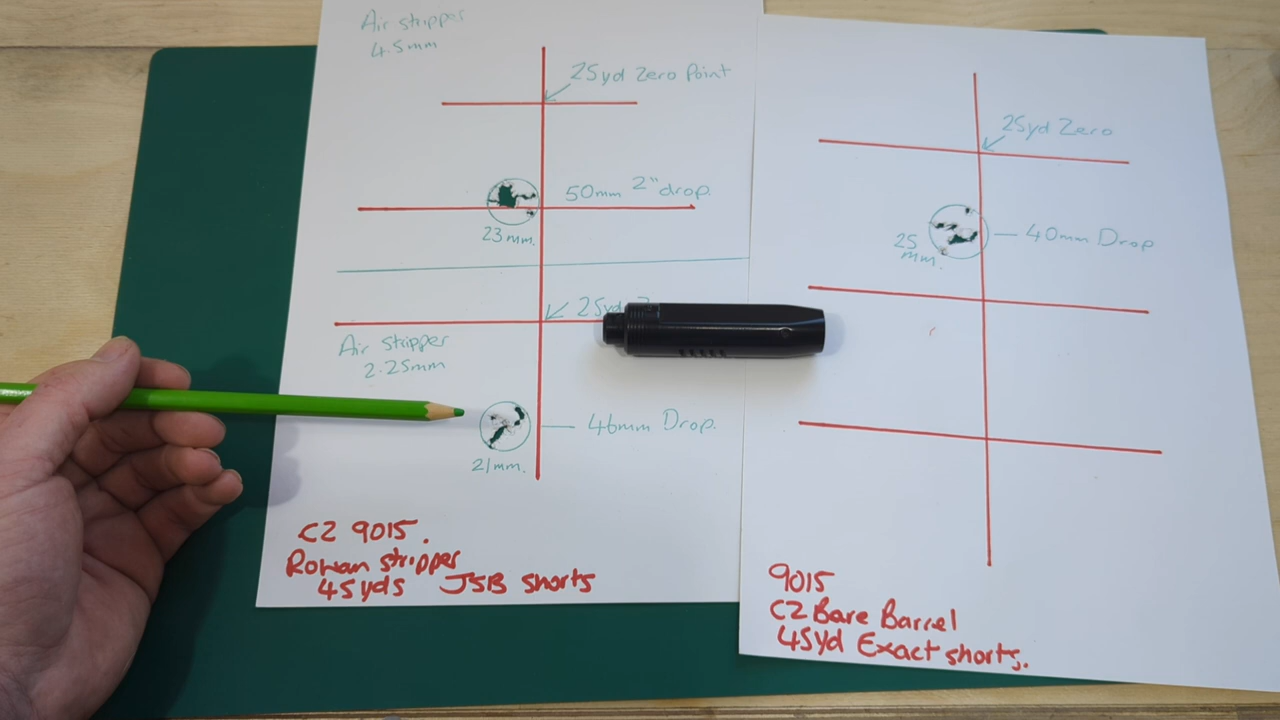 Air stripper
4.5mm
25yd Zero Point
50mm 2" drop.
23mm.
25yd
Air stripper
2.25mm
46mm Drop.
21mm.
CZ 9015.
Rowan stripper
45yds JSB shorts
25yd Zero
40mm Drop
25
mm.
9015
CZ Bare Barrel
45yd Exact shorts.